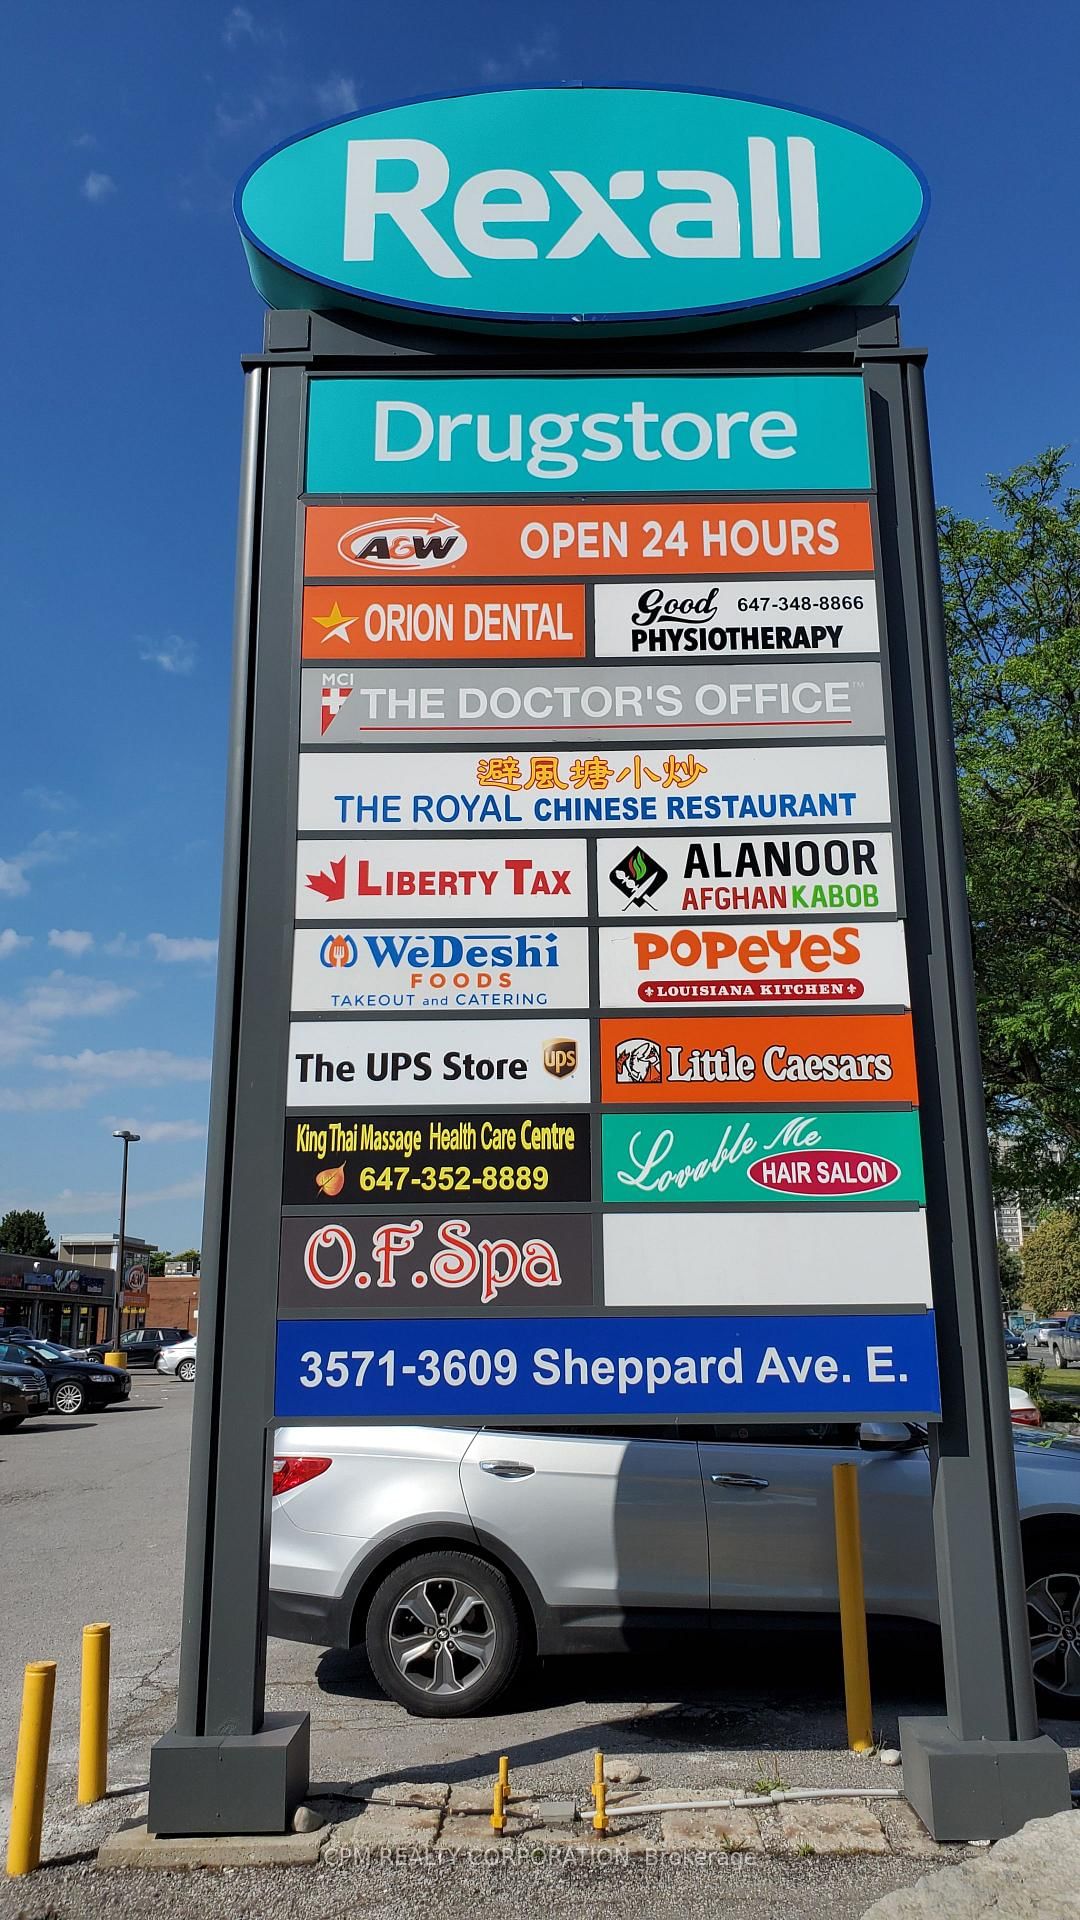 Rexall
Drugstore
A&W OPEN 24 HOURS
ORION DENTAL
Good 647-348-8866
PHYSIOTHERAPY
MCI
THE DOCTOR'S OFFICE™
避風塘小炒
THE ROYAL CHINESE RESTAURANT
LIBERTY TAX
ALANOOR
AFGHAN KABOB
WeDeshi
FOODS
TAKEOUT and CATERING
POPEYES
LOUISIANA KITCHEN
The UPS Store ups
Little Caesars
King Thai Massage Health Care Centre
647-352-8889
Lovable Me
HAIR SALON
O.F.Spa
3571-3609 Sheppard Ave. E.
CPM REALTY CORPORATION Brokerage